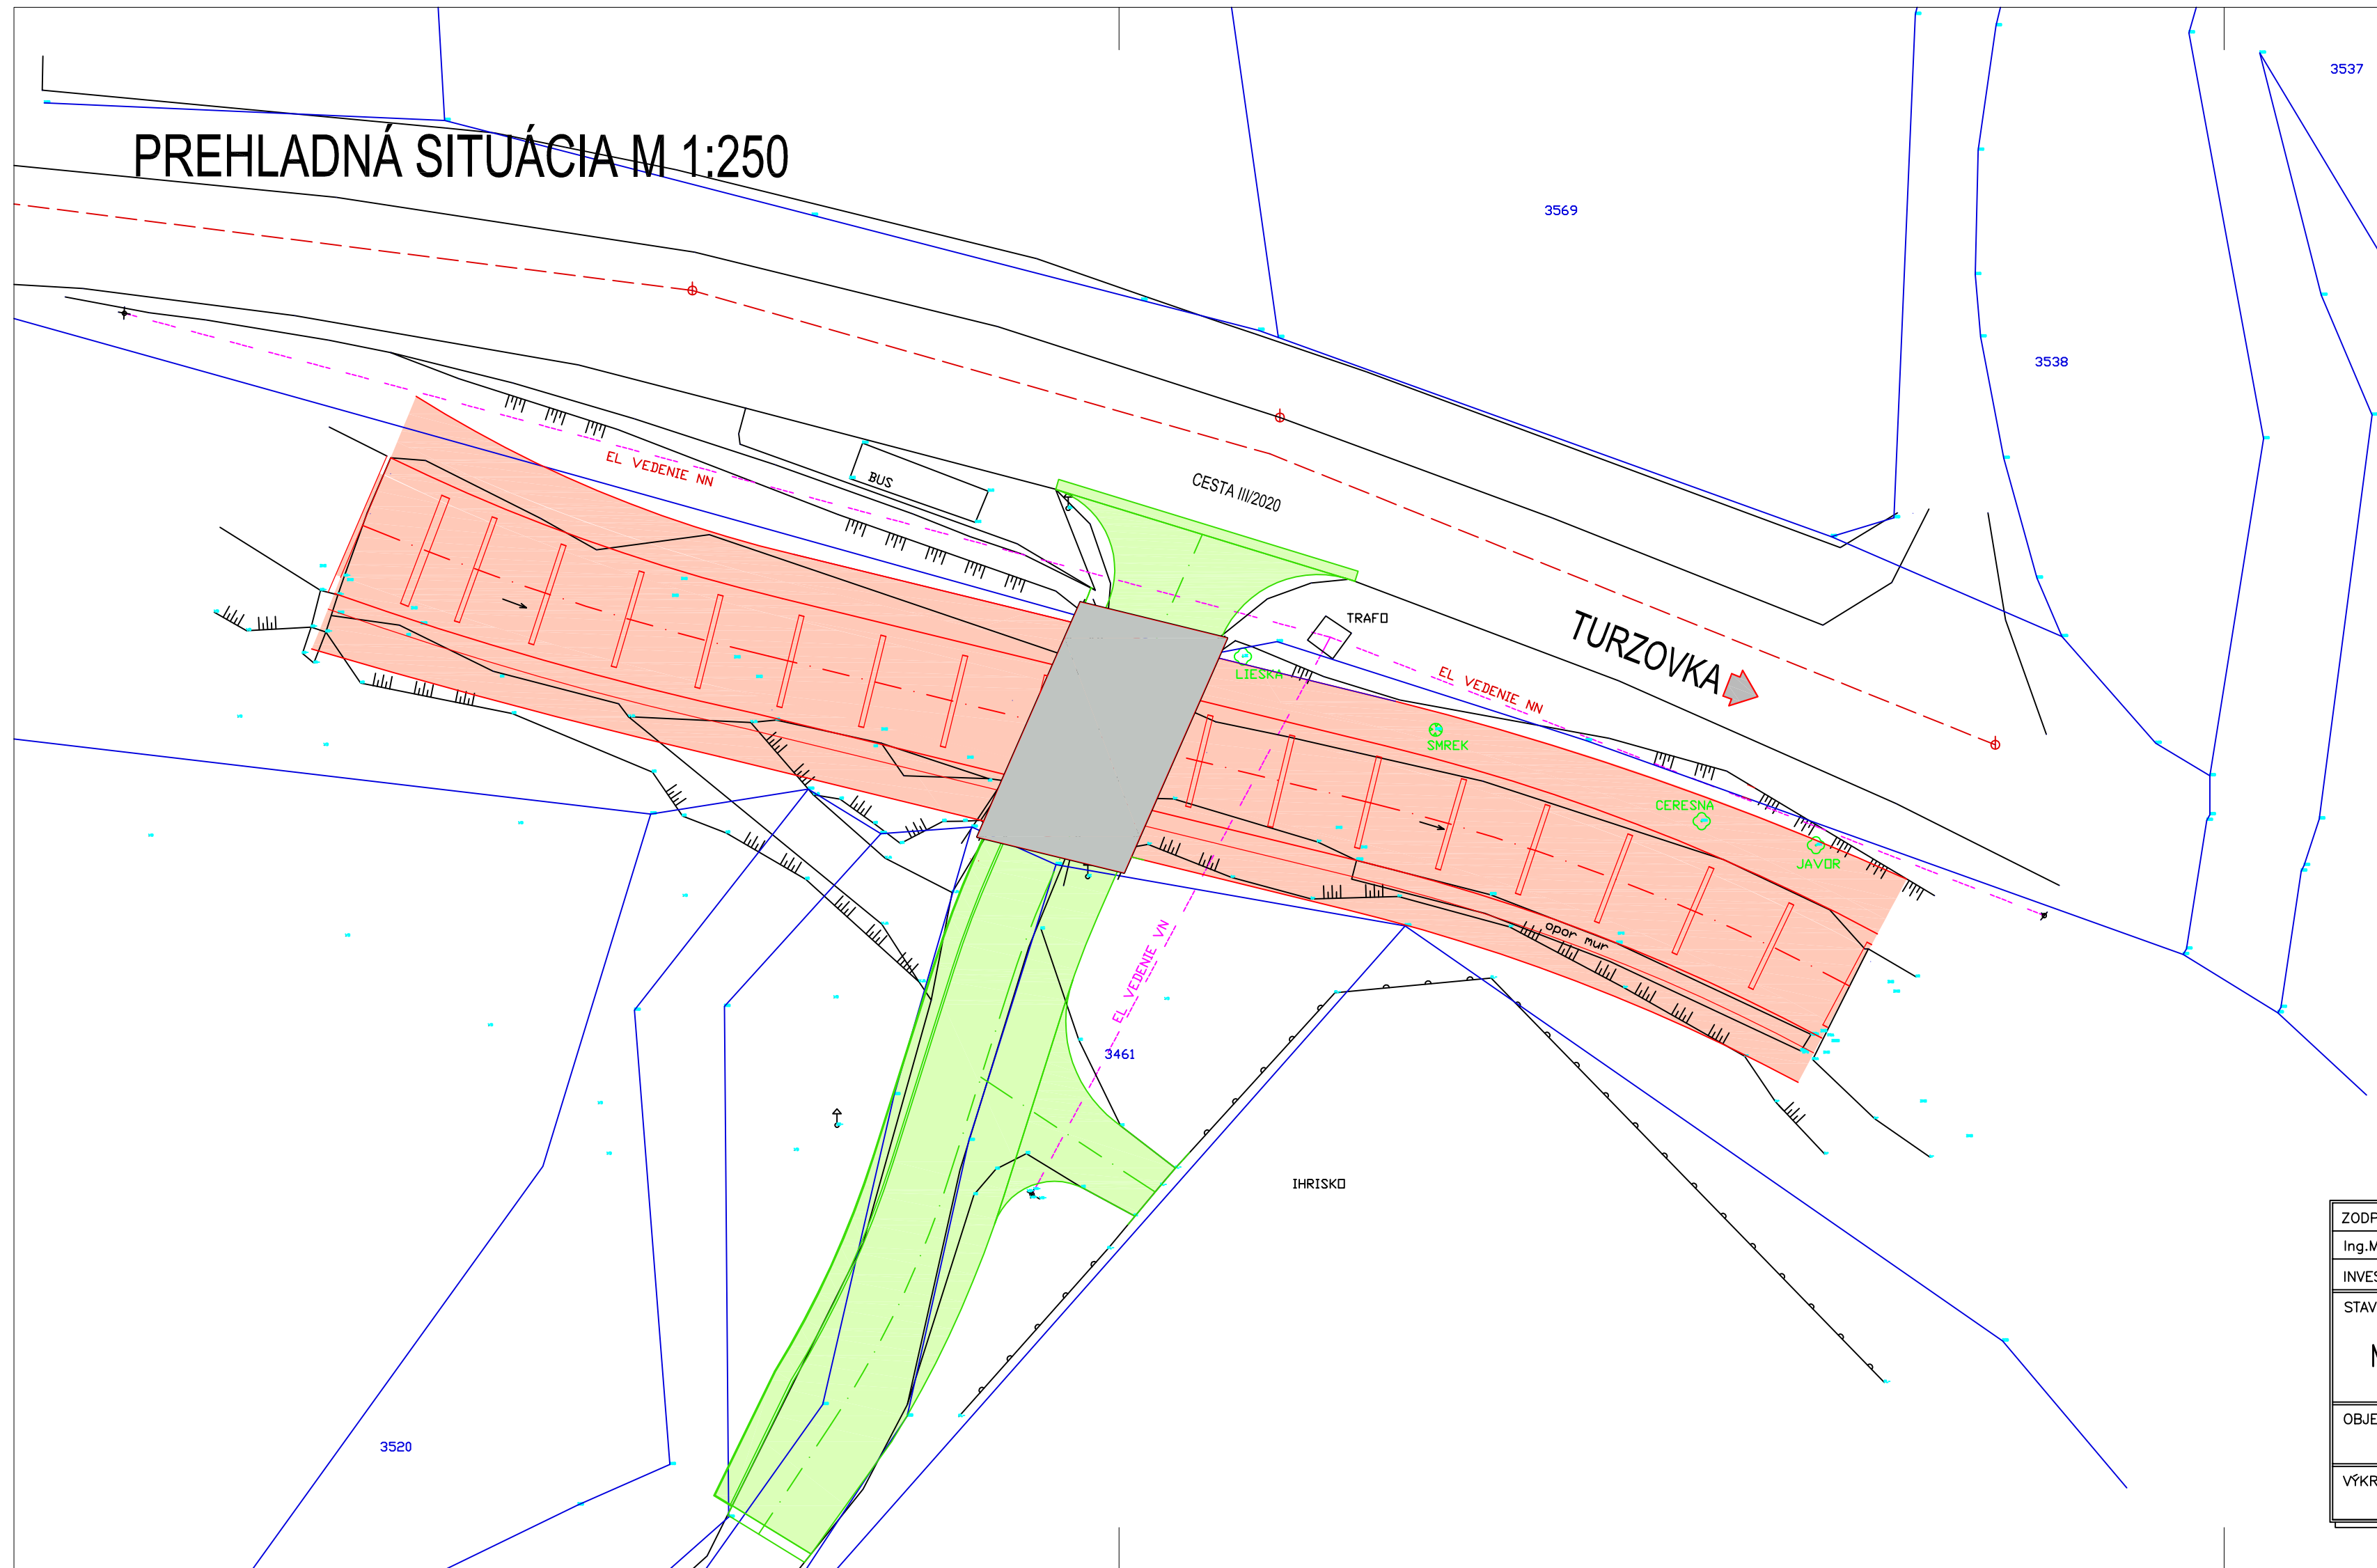 3537
PREHLADNÁ SITUÁCIA M 1:250
3569
3538
EL VEDENIE NN
BUS
CESTA III/2020
TRAFO
TURZOVKA
LIESKA
EL VEDENIE NN
SMREK
CERESNA
JAVOR
opor mur
EL VEDENIE VN
3461
IHRISKO
ZODP
Ing.M
INVES
STAV
OBJE
3520
VÝKR